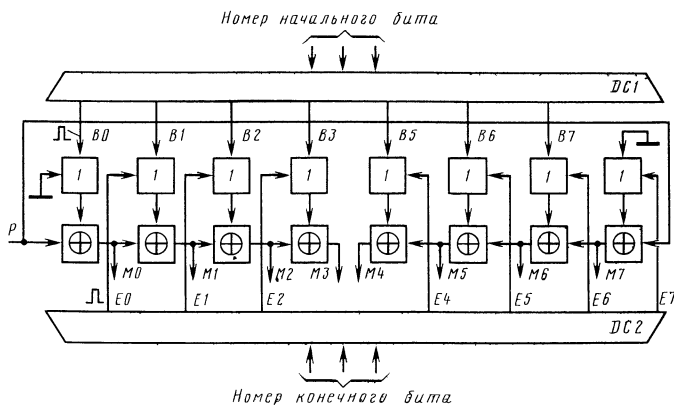 Номер начального бита
DC1
B0 B1 B2 B3 B5 B6 B7
1 1 1 1 1 1 1 1
P
M0 M1 M2 M3 M4 M5 M6 M7
E0 E1 E2 E4 E5 E6 E7
DC2
Номер конечного бита